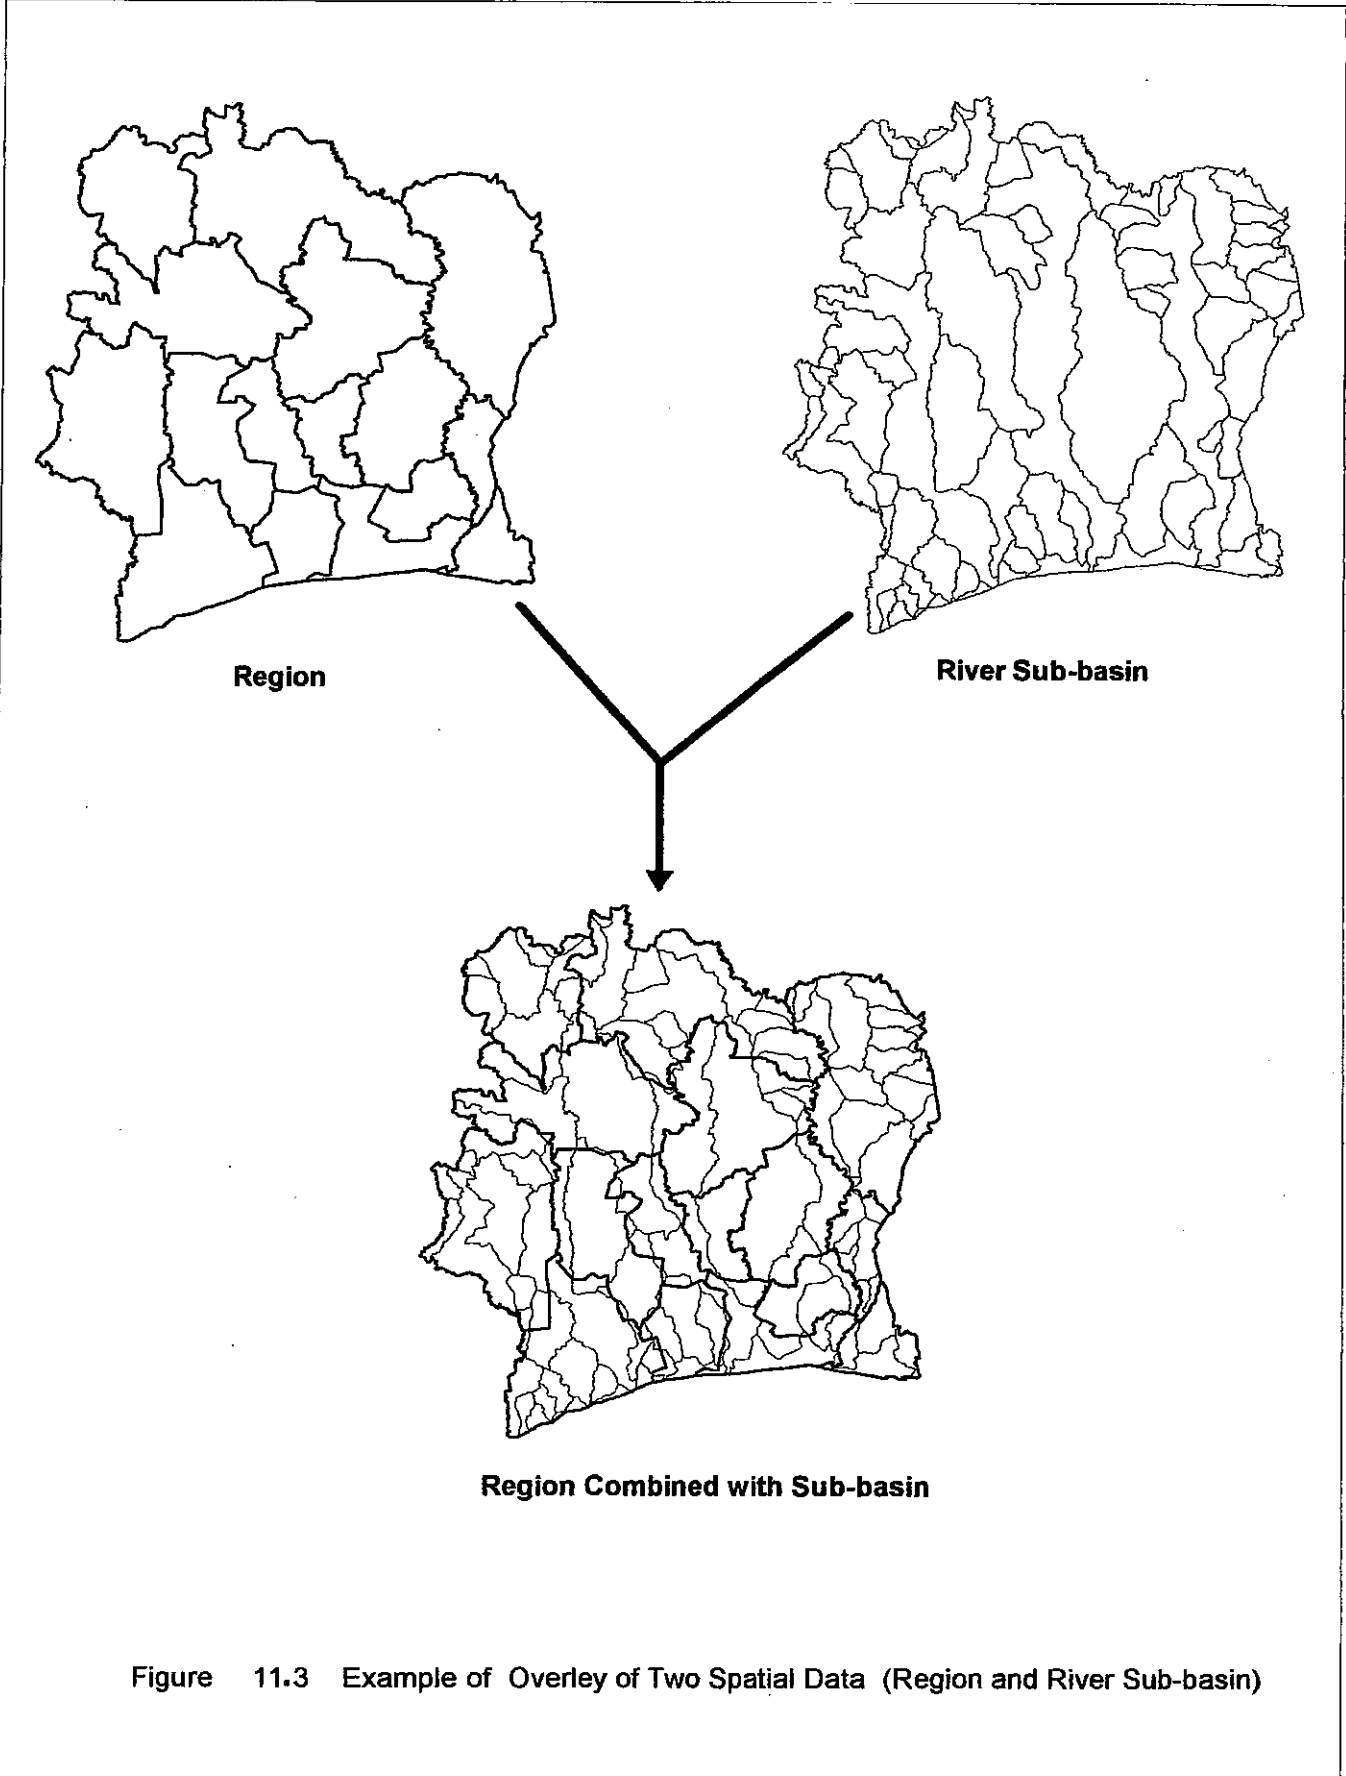 Region
River Sub-basin
Region Combined with Sub-basin
Figure 11.3 Example of Overley of Two Spatial Data (Region and River Sub-basin)